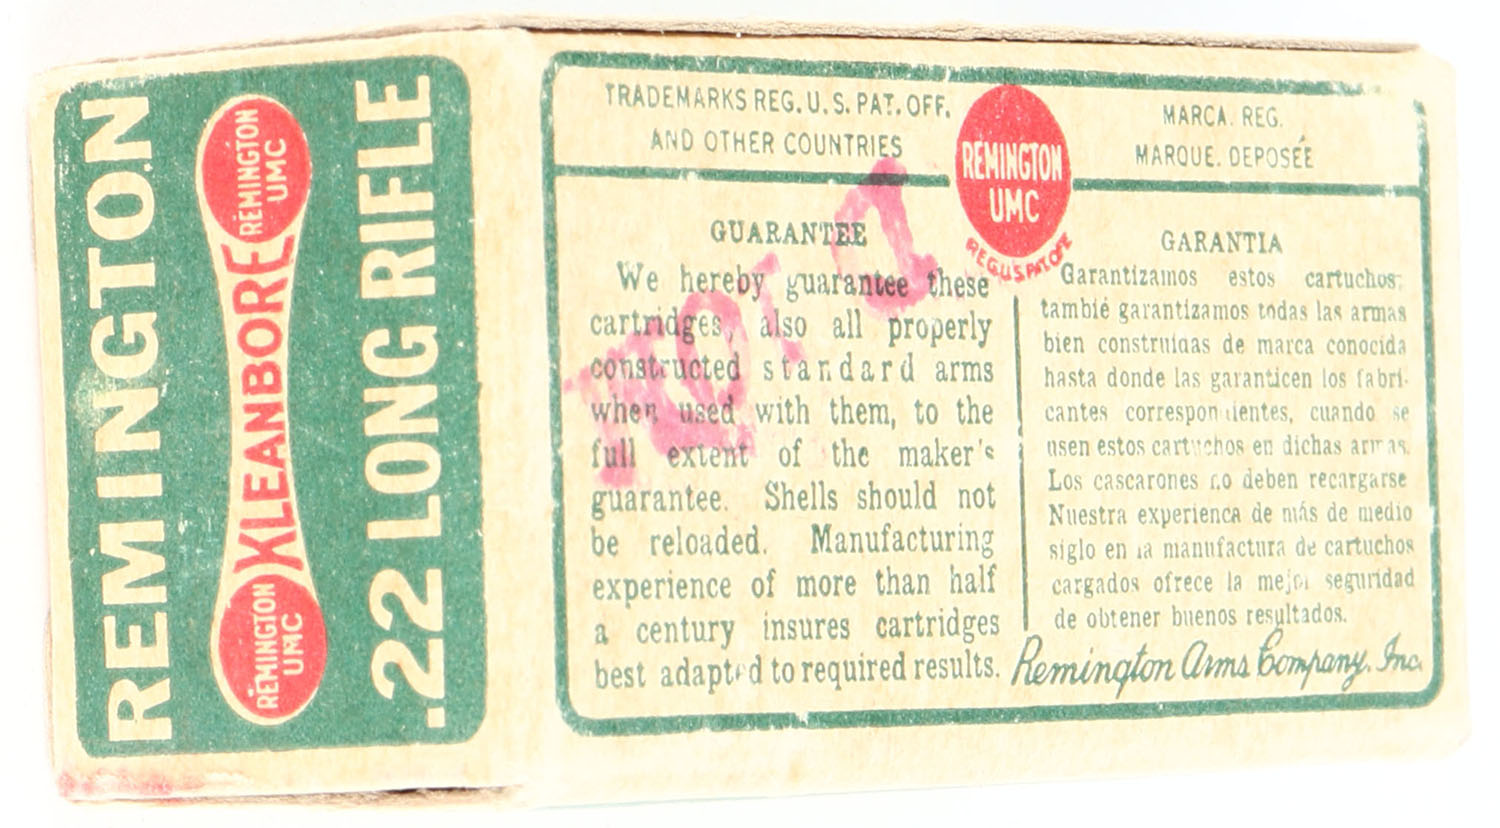 REMINGTON
REMINGTON
UMC
KLEANBORE
REMINGTON
UMC
.22 LONG RIFLE
TRADEMARKS REG. U. S. PAT. OFF.
AND OTHER COUNTRIES
REMINGTON
UMC
REG.U.S.PAT.OFF.
MARCA. REG.
MARQUE. DEPOSÉE
GUARANTEE
We hereby guarantee these
cartridges, also all properly
constructed standard arms
when used with them, to the
full extent of the maker's
guarantee. Shells should not
be reloaded. Manufacturing
experience of more than half
a century insures cartridges
best adapted to required results.
GARANTIA
Garantizamos estos cartuchos;
tambié garantizamos todas las armas
bien construidas de marca conocida
hasta donde las garanticen los fabri-
cantes correspondientes, cuando se
usen estos cartuchos en dichas armas.
Los cascarones no deben recargarse
Nuestra experienca de más de medio
siglo en la manufactura de cartuchos
cargados ofrece la mejor seguridad
de obtener buenos resultados.
Remington Arms Company, Inc.